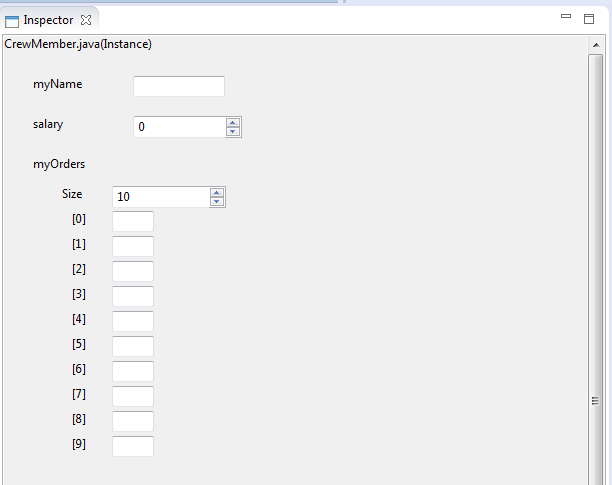 Inspector
CrewMember.java(Instance)
myName
salary 0
myOrders
Size 10
[0]
[1]
[2]
[3]
[4]
[5]
[6]
[7]
[8]
[9]